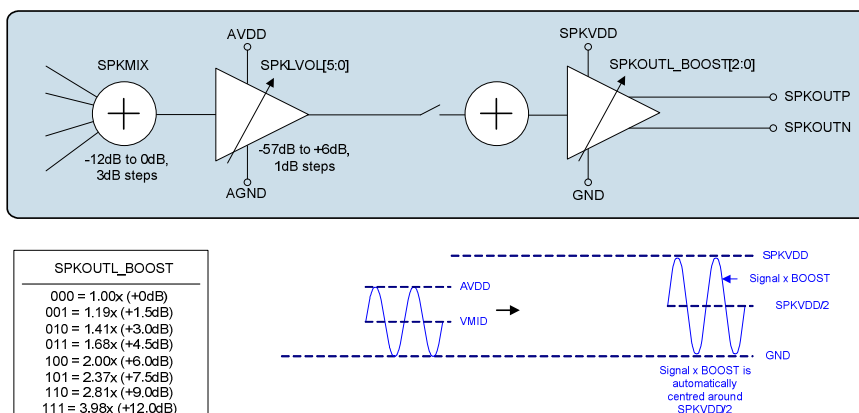 AVDD
SPKVDD
SPKMIX
SPKLVOL[5:0]
SPKOUTL_BOOST[2:0]
SPKOUTP
SPKOUTN
-12dB to 0dB,
3dB steps
-57dB to +6dB,
1dB steps
AGND
GND
SPKOUTL_BOOST
000 = 1.00x (+0dB)
001 = 1.19x (+1.5dB)
010 = 1.41x (+3.0dB)
011 = 1.68x (+4.5dB)
100 = 2.00x (+6.0dB)
101 = 2.37x (+7.5dB)
110 = 2.81x (+9.0dB)
111 = 3.98x (+12.0dB)
SPKVDD
AVDD
Signal x BOOST
VMID
SPKVDD/2
GND
Signal x BOOST is
automatically
centred around
SPKVDD/2